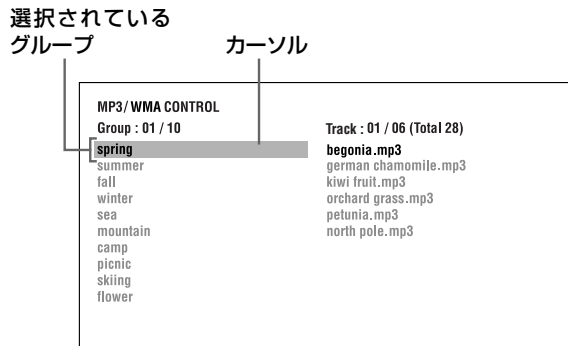 選択されている
グループ
カーソル
MP3/ WMA CONTROL
Group : 01 / 10
Track : 01 / 06 (Total 28)
spring
begonia.mp3
summer
german chamomile.mp3
fall
kiwi fruit.mp3
winter
orchard grass.mp3
sea
petunia.mp3
mountain
north pole.mp3
camp
picnic
skiing
flower